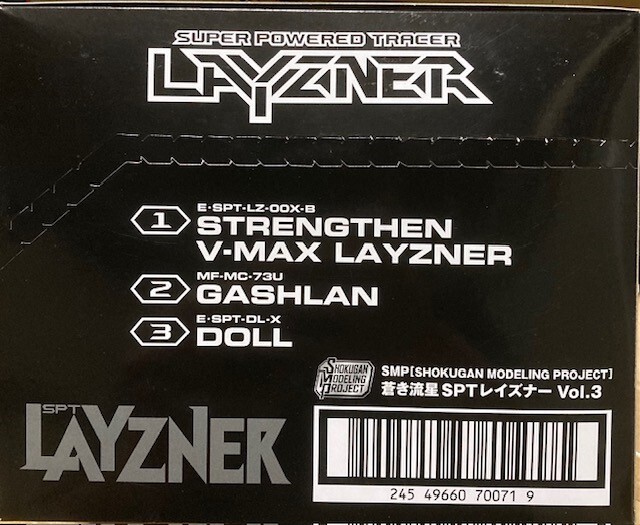 SUPER POWERED TRACER
LAYZNER
1
E-SPT-LZ-00X-B
STRENGTHEN
V-MAX LAYZNER
2
MF-MC-73U
GASHLAN
3
E-SPT-DL-X
DOLL
SHOKUGAN
MODELING
PROJECT
SMP[SHOKUGAN MODELING PROJECT]
蒼き流星SPTレイズナー Vol.3
SPT
LAYZNER
245 49660 70071 9